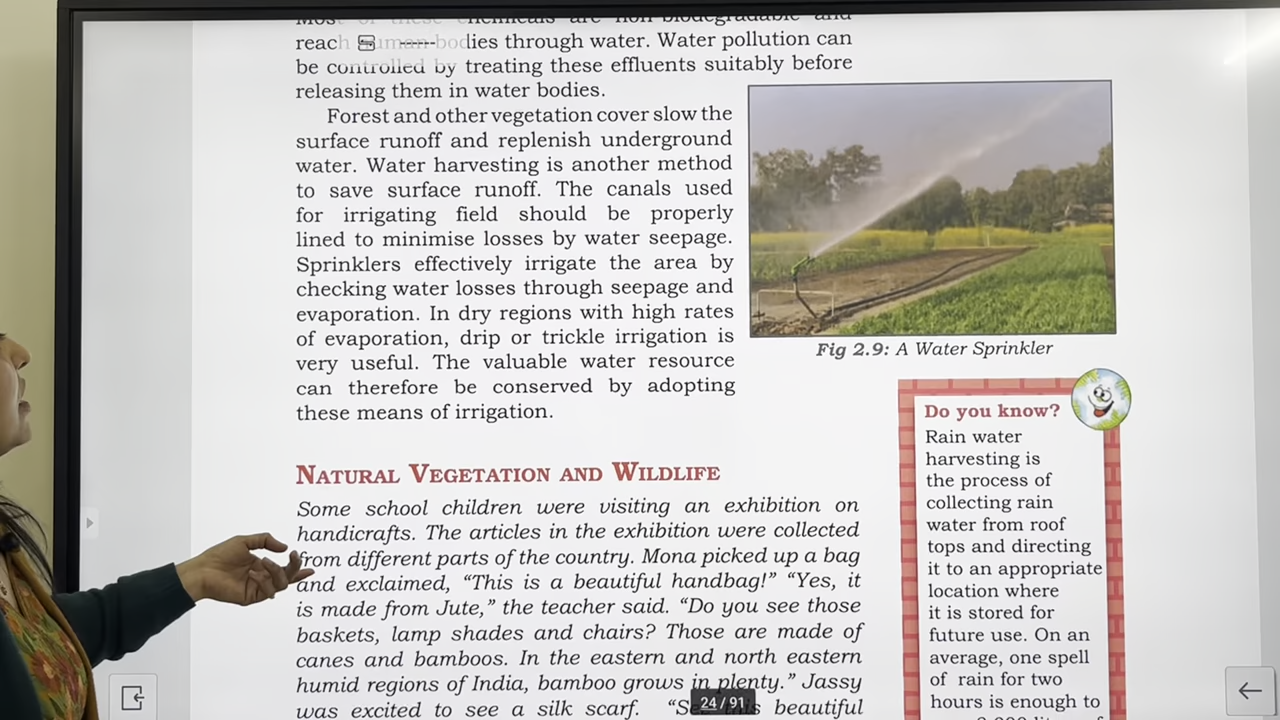 chemicals are non biodegradable and
reach human bodies through water. Water pollution can
be controlled by treating these effluents suitably before
releasing them in water bodies.
Forest and other vegetation cover slow the
surface runoff and replenish underground
water. Water harvesting is another method
to save surface runoff. The canals used
for irrigating field should be properly
lined to minimise losses by water seepage.
Sprinklers effectively irrigate the area by
checking water losses through seepage and
evaporation. In dry regions with high rates
of evaporation, drip or trickle irrigation is
very useful. The valuable water resource
can therefore be conserved by adopting
these means of irrigation.
Fig 2.9: A Water Sprinkler
NATURAL VEGETATION AND WILDLIFE
Some school children were visiting an exhibition on
handicrafts. The articles in the exhibition were collected
from different parts of the country. Mona picked up a bag
and exclaimed, “This is a beautiful handbag!” “Yes, it
is made from Jute,” the teacher said. “Do you see those
baskets, lamp shades and chairs? Those are made of
canes and bamboos. In the eastern and north eastern
humid regions of India, bamboo grows in plenty.” Jassy
was excited to see a silk scarf. beautiful
Do you know?
Rain water
harvesting is
the process of
collecting rain
water from roof
tops and directing
it to an appropriate
location where
it is stored for
future use. On an
average, one spell
of rain for two
hours is enough to
24/91